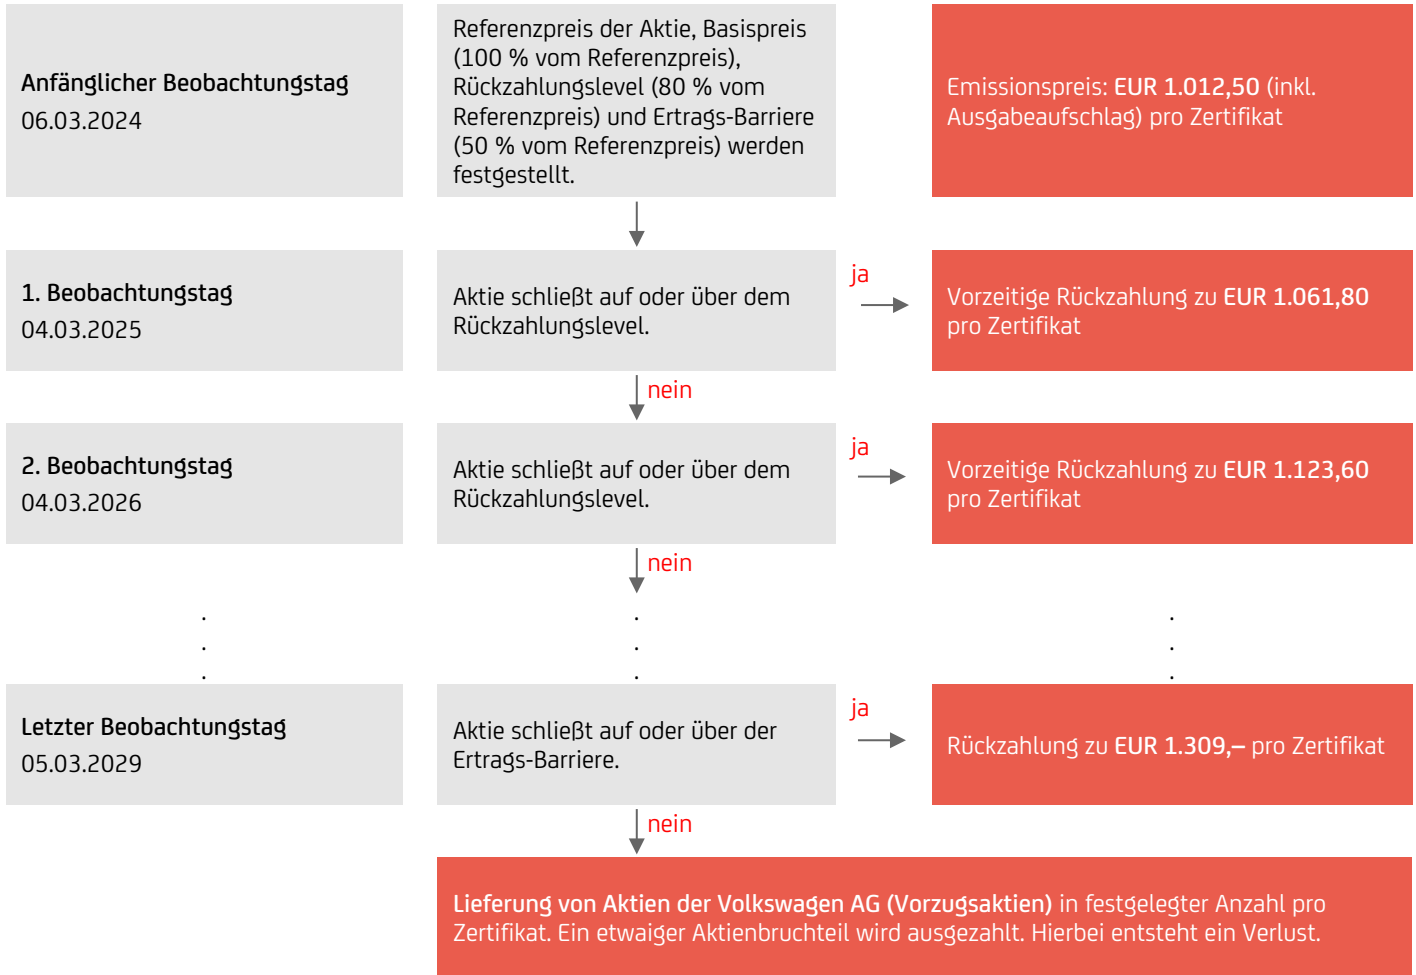 Anfänglicher Beobachtungstag
06.03.2024
Referenzpreis der Aktie, Basispreis
(100 % vom Referenzpreis),
Rückzahlungslevel (80 % vom
Referenzpreis) und Ertrags-Barriere
(50 % vom Referenzpreis) werden
festgestellt.
Emissionspreis: EUR 1.012,50 (inkl.
Ausgabeaufschlag) pro Zertifikat
1. Beobachtungstag
04.03.2025
Aktie schließt auf oder über dem
Rückzahlungslevel.
ja
Vorzeitige Rückzahlung zu EUR 1.061,80
pro Zertifikat
nein
2. Beobachtungstag
04.03.2026
Aktie schließt auf oder über dem
Rückzahlungslevel.
ja
Vorzeitige Rückzahlung zu EUR 1.123,60
pro Zertifikat
nein
Letzter Beobachtungstag
05.03.2029
Aktie schließt auf oder über der
Ertrags-Barriere.
ja
Rückzahlung zu EUR 1.309,– pro Zertifikat
nein
Lieferung von Aktien der Volkswagen AG (Vorzugsaktien) in festgelegter Anzahl pro
Zertifikat. Ein etwaiger Aktienbruchteil wird ausgezahlt. Hierbei entsteht ein Verlust.